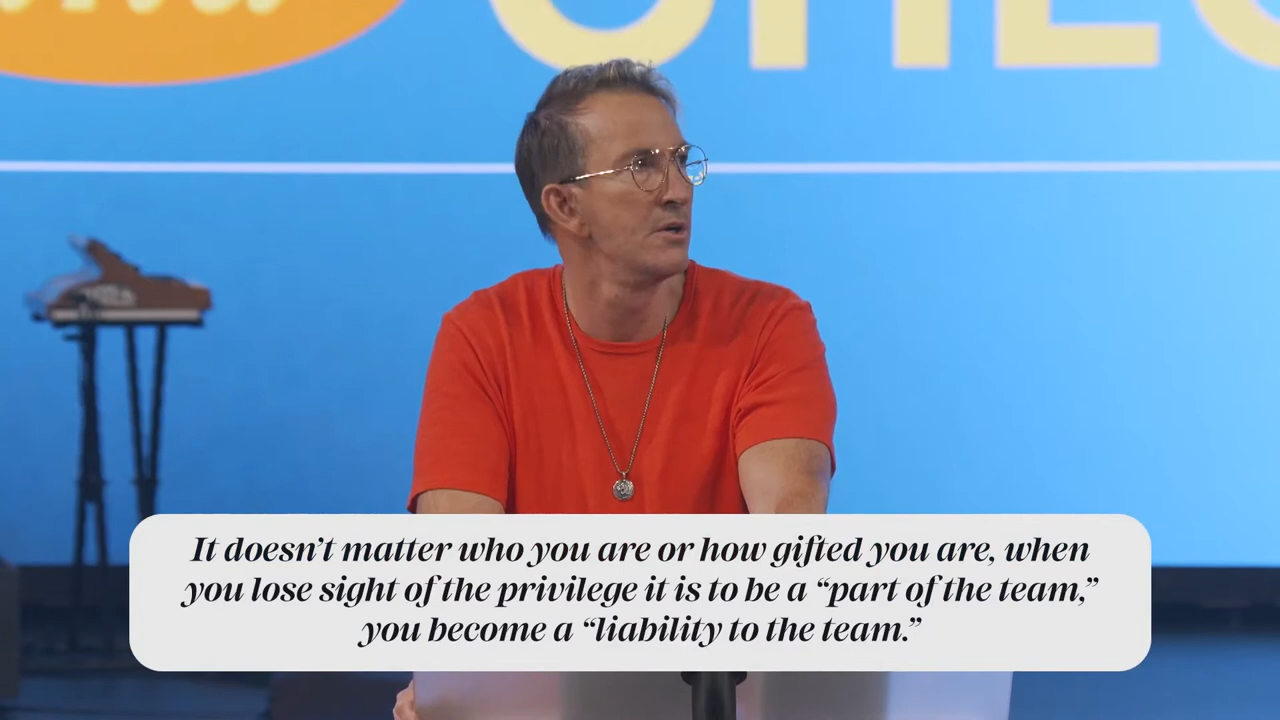 It doesn’t matter who you are or how gifted you are, when
you lose sight of the privilege it is to be a “part of the team,”
you become a “liability to the team.”